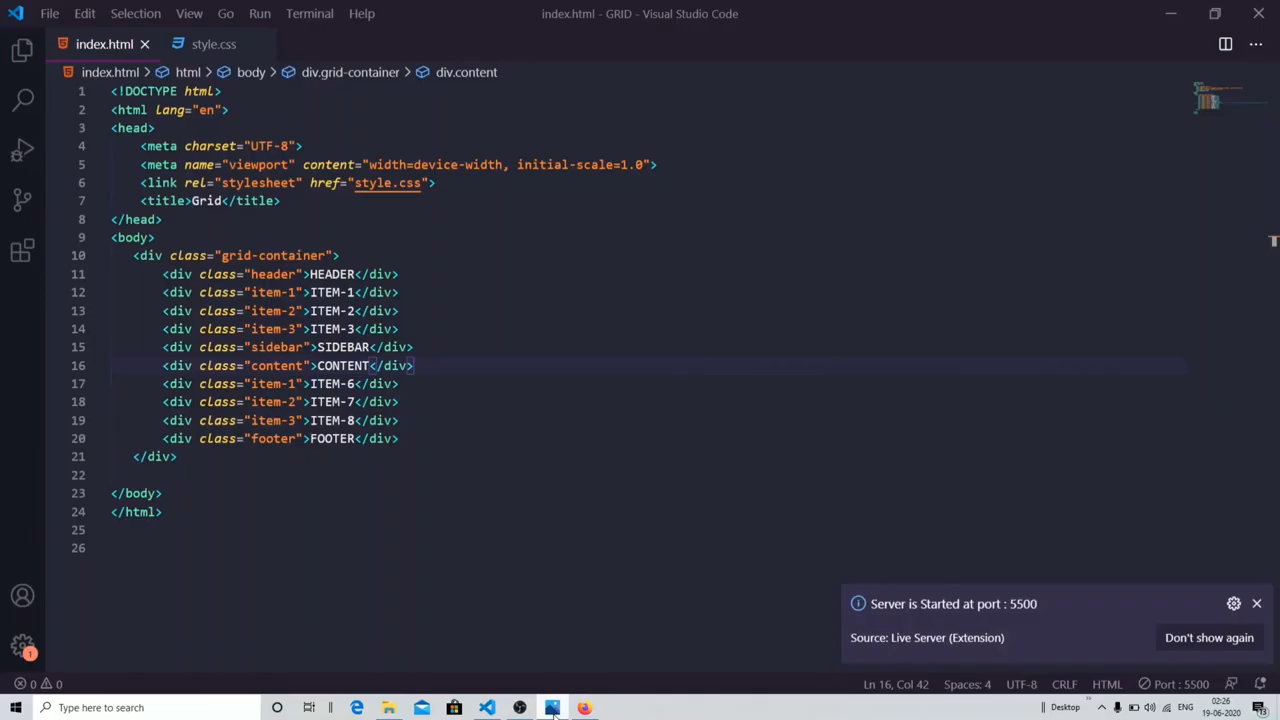 File Edit Selection View Go Run Terminal Help index.html - GRID - Visual Studio Code
index.html style.css
index.html > html > body > div.grid-container > div.content
1 <!DOCTYPE html>
2 <html lang="en">
3 <head>
4 <meta charset="UTF-8">
5 <meta name="viewport" content="width=device-width, initial-scale=1.0">
6 <link rel="stylesheet" href="style.css">
7 <title>Grid</title>
8 </head>
9 <body>
10 <div class="grid-container">
11 <div class="header">HEADER</div>
12 <div class="item-1">ITEM-1</div>
13 <div class="item-2">ITEM-2</div>
14 <div class="item-3">ITEM-3</div>
15 <div class="sidebar">SIDEBAR</div>
16 <div class="content">CONTENT</div>
17 <div class="item-1">ITEM-6</div>
18 <div class="item-2">ITEM-7</div>
19 <div class="item-3">ITEM-8</div>
20 <div class="footer">FOOTER</div>
21 </div>
22
23 </body>
24 </html>
25
26
Server is Started at port : 5500
Source: Live Server (Extension) Don't show again
1
0 0 Ln 16, Col 42 Spaces: 4 UTF-8 CRLF HTML Port : 5500
Type here to search Desktop ENG 02:26
19-06-2020